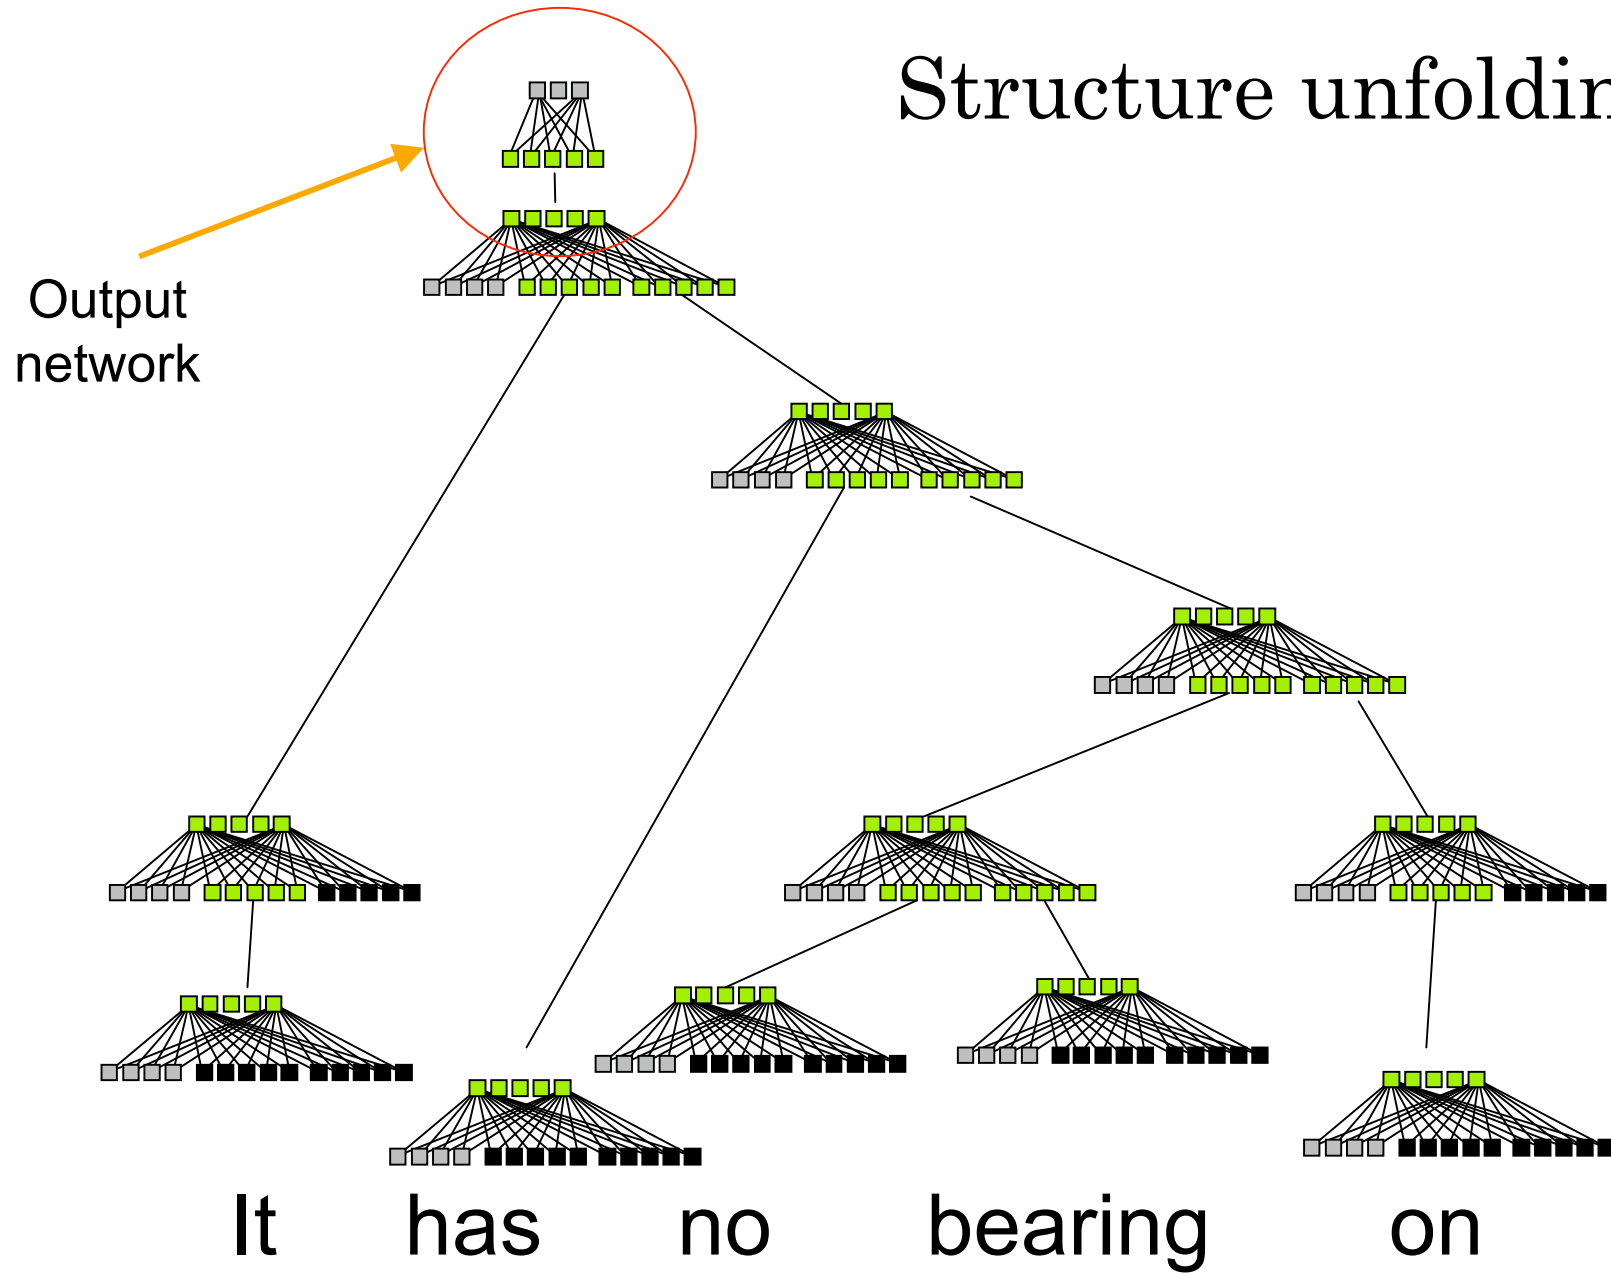 Structure unfoldin
Output
network
It has no bearing on